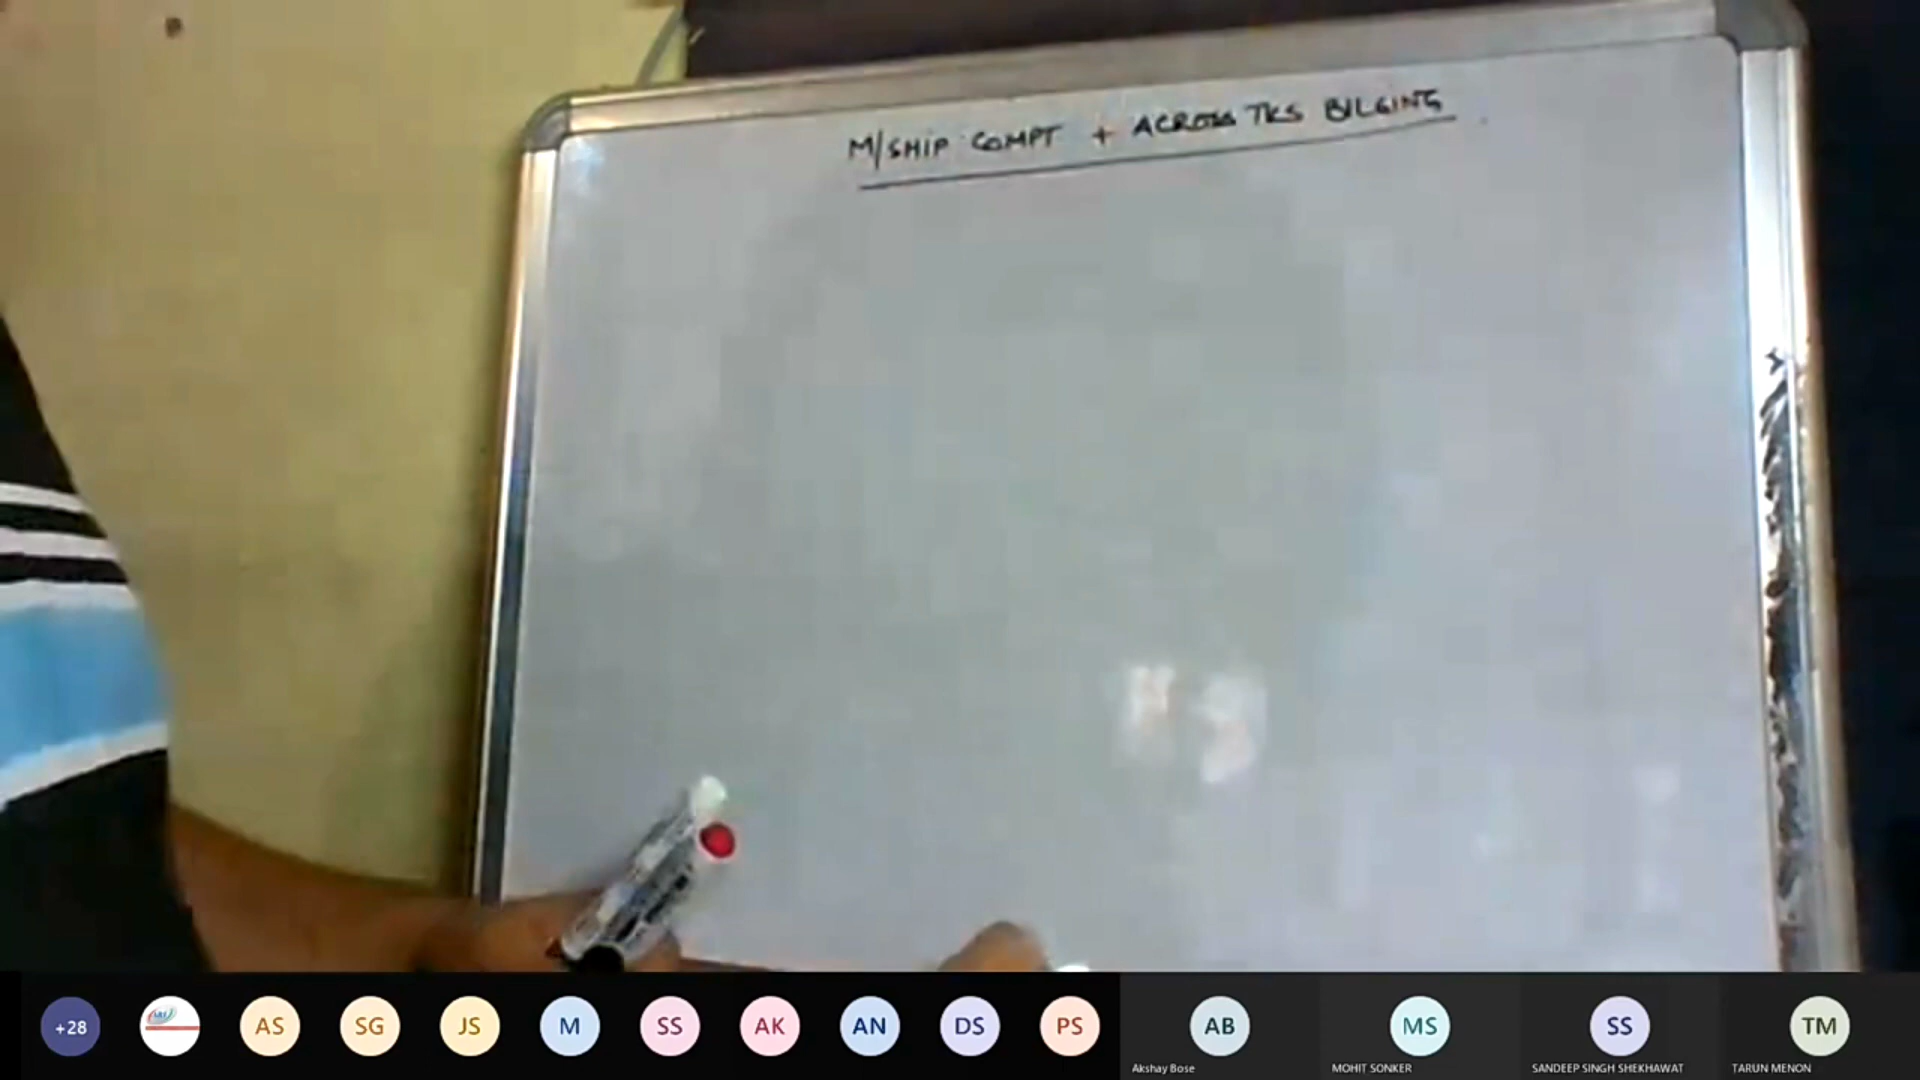 M/SHIP COMPT + ACROSS TKS BILGING
+28 AS SG JS M SS AK AN DS PS AB MS SS TM
Akshay Bose MOHIT SONKER SANDEEP SINGH SHEKHAWAT TARUN MENON